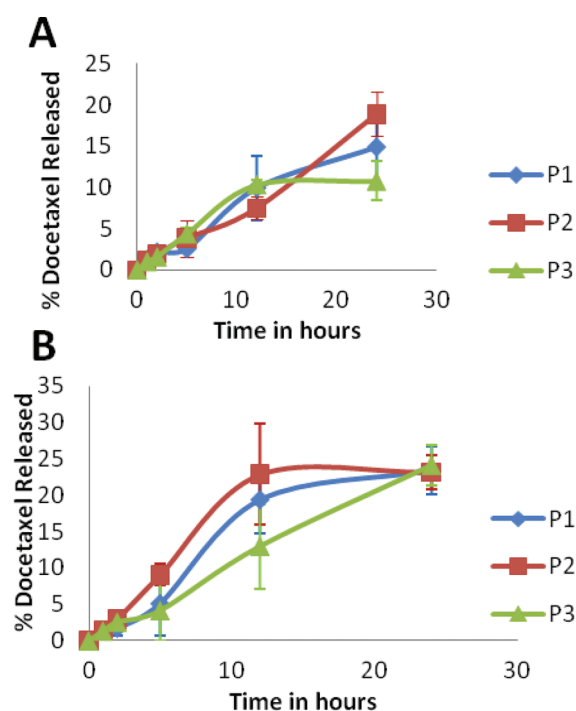 A
% Docetaxel Released
25
20
15
10
5
0
0 10 20 30
Time in hours
P1
P2
P3
B
% Docetaxel Released
35
30
25
20
15
10
5
0
0 10 20 30
Time in hours
P1
P2
P3